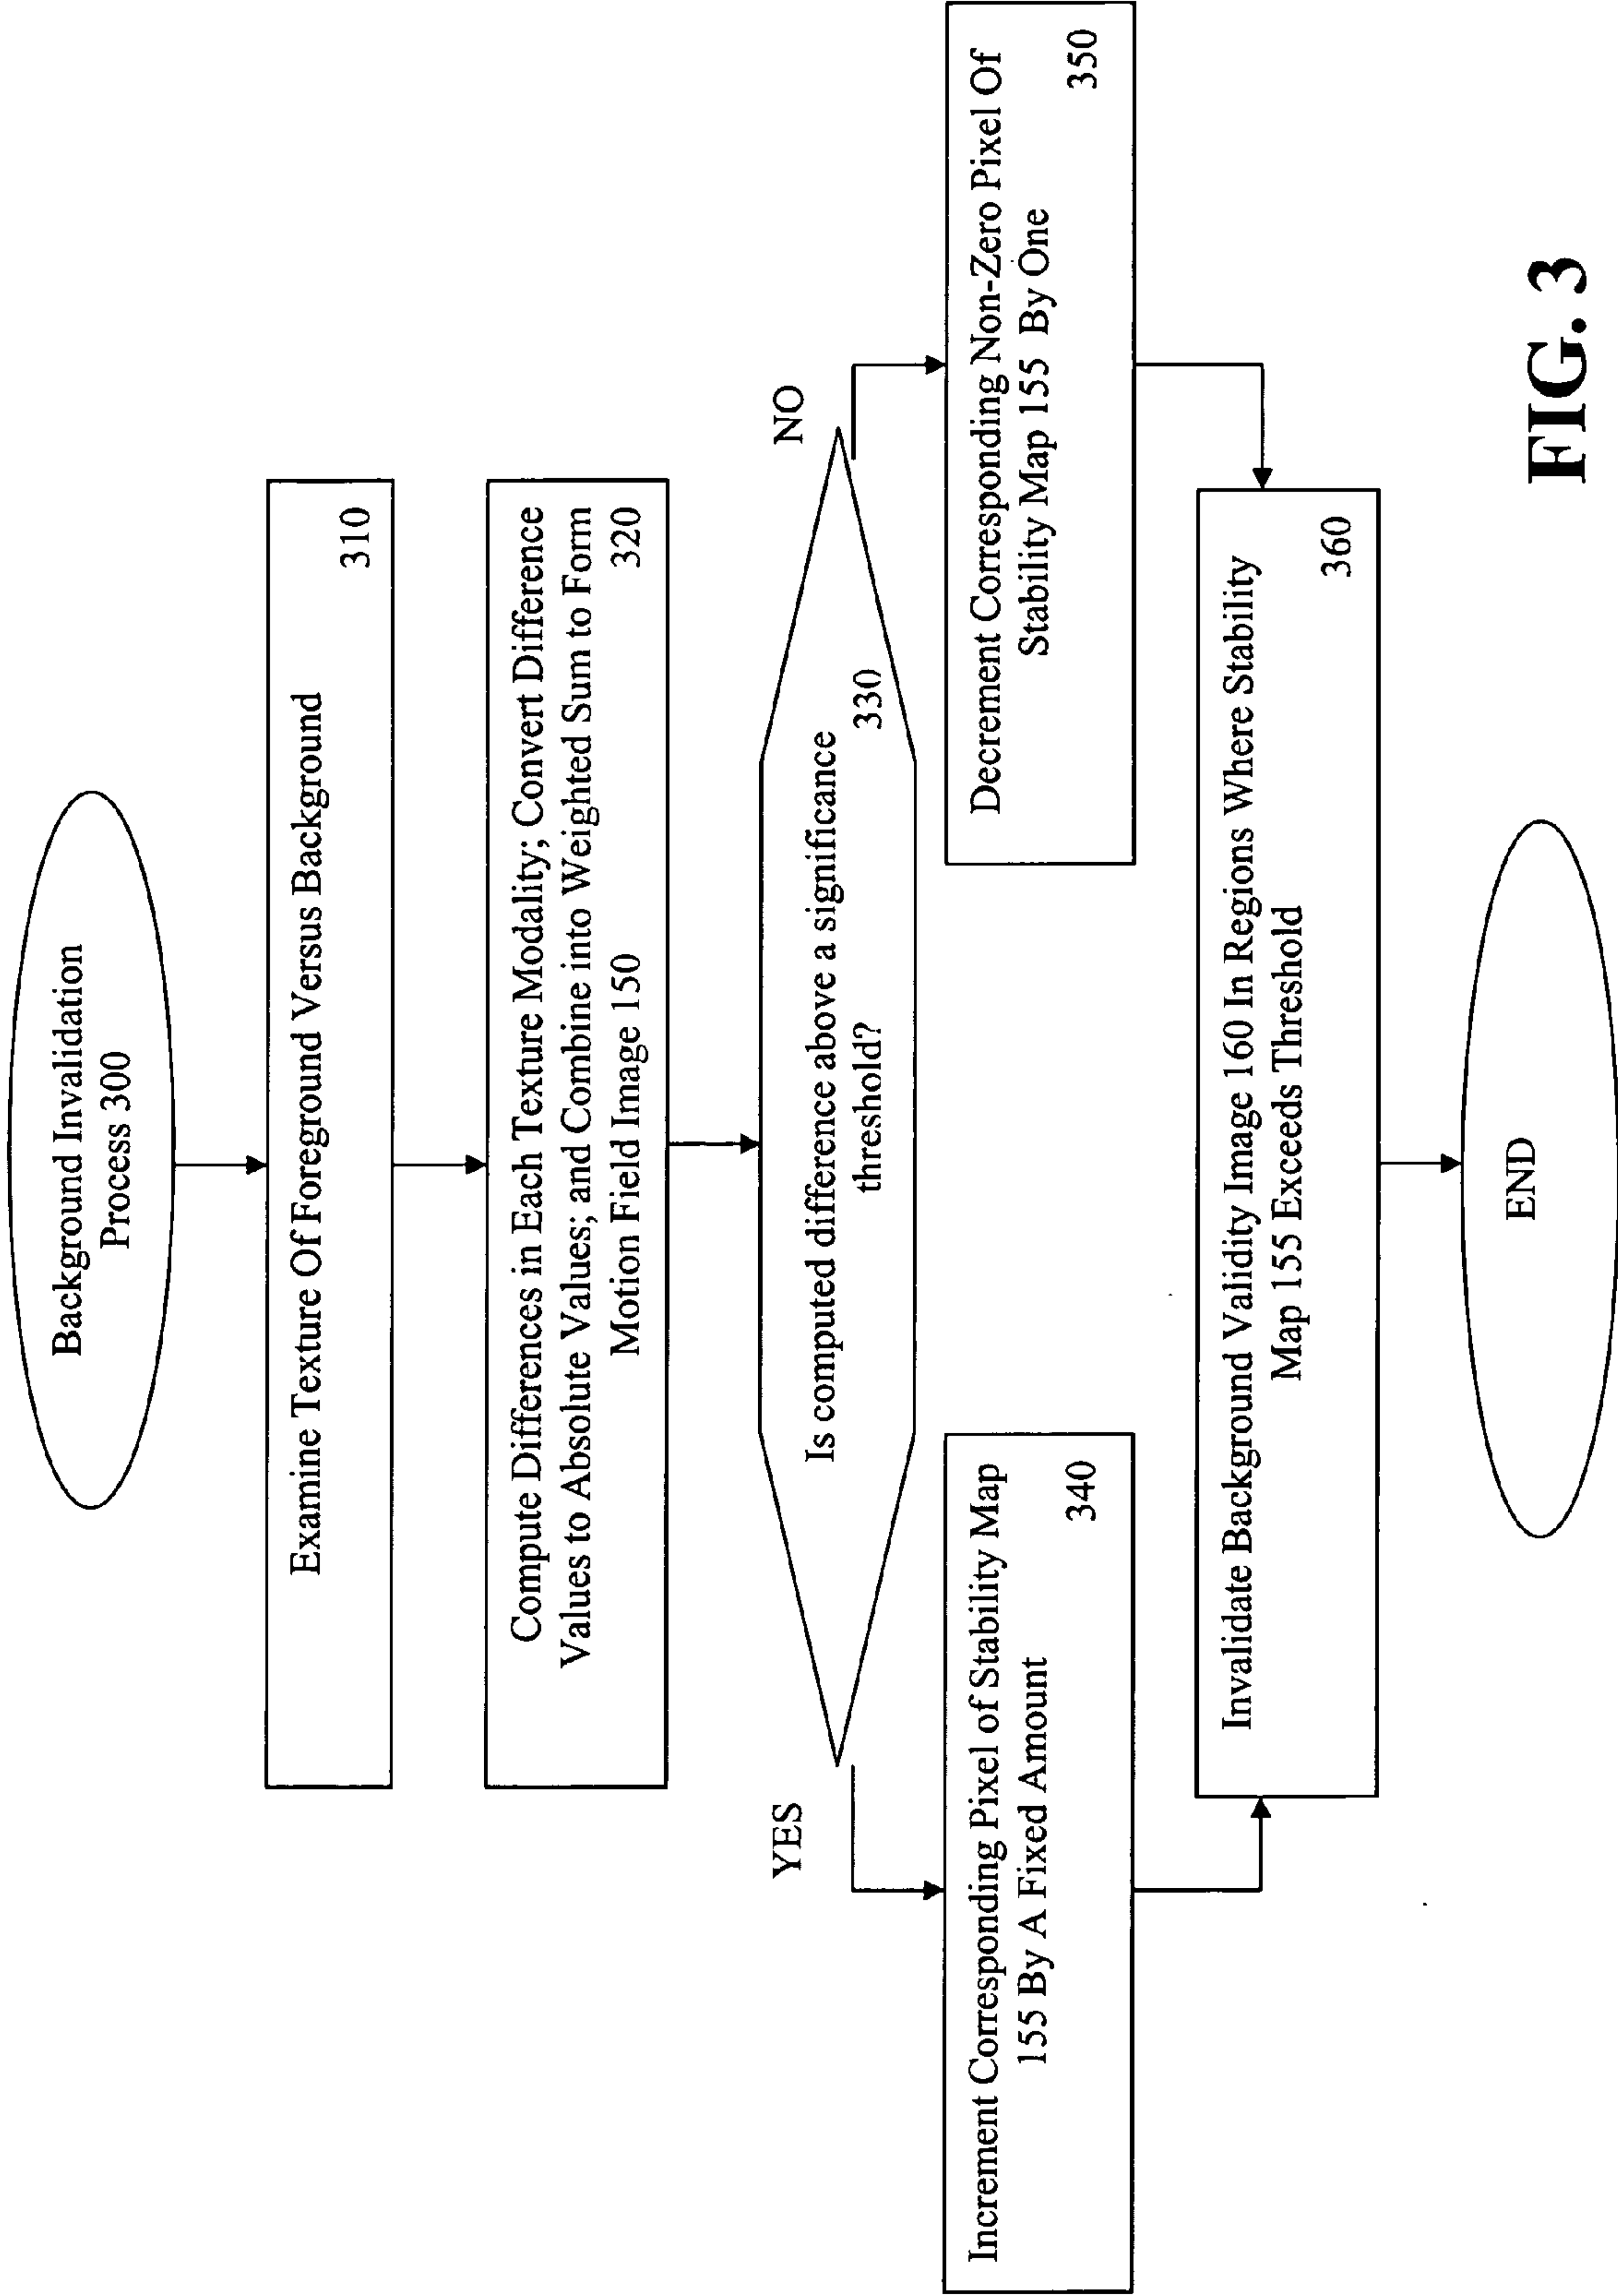 Background Invalidation
Process 300
Examine Texture Of Foreground Versus Background
310
Compute Differences in Each Texture Modality; Convert Difference
Values to Absolute Values; and Combine into Weighted Sum to Form
Motion Field Image 150
320
Is computed difference above a significance
threshold?
330
YES
NO
Increment Corresponding Pixel of Stability Map
155 By A Fixed Amount
340
Decrement Corresponding Non-Zero Pixel Of
Stability Map 155 By One
350
Invalidate Background Validity Image 160 In Regions Where Stability
Map 155 Exceeds Threshold
360
END
FIG. 3